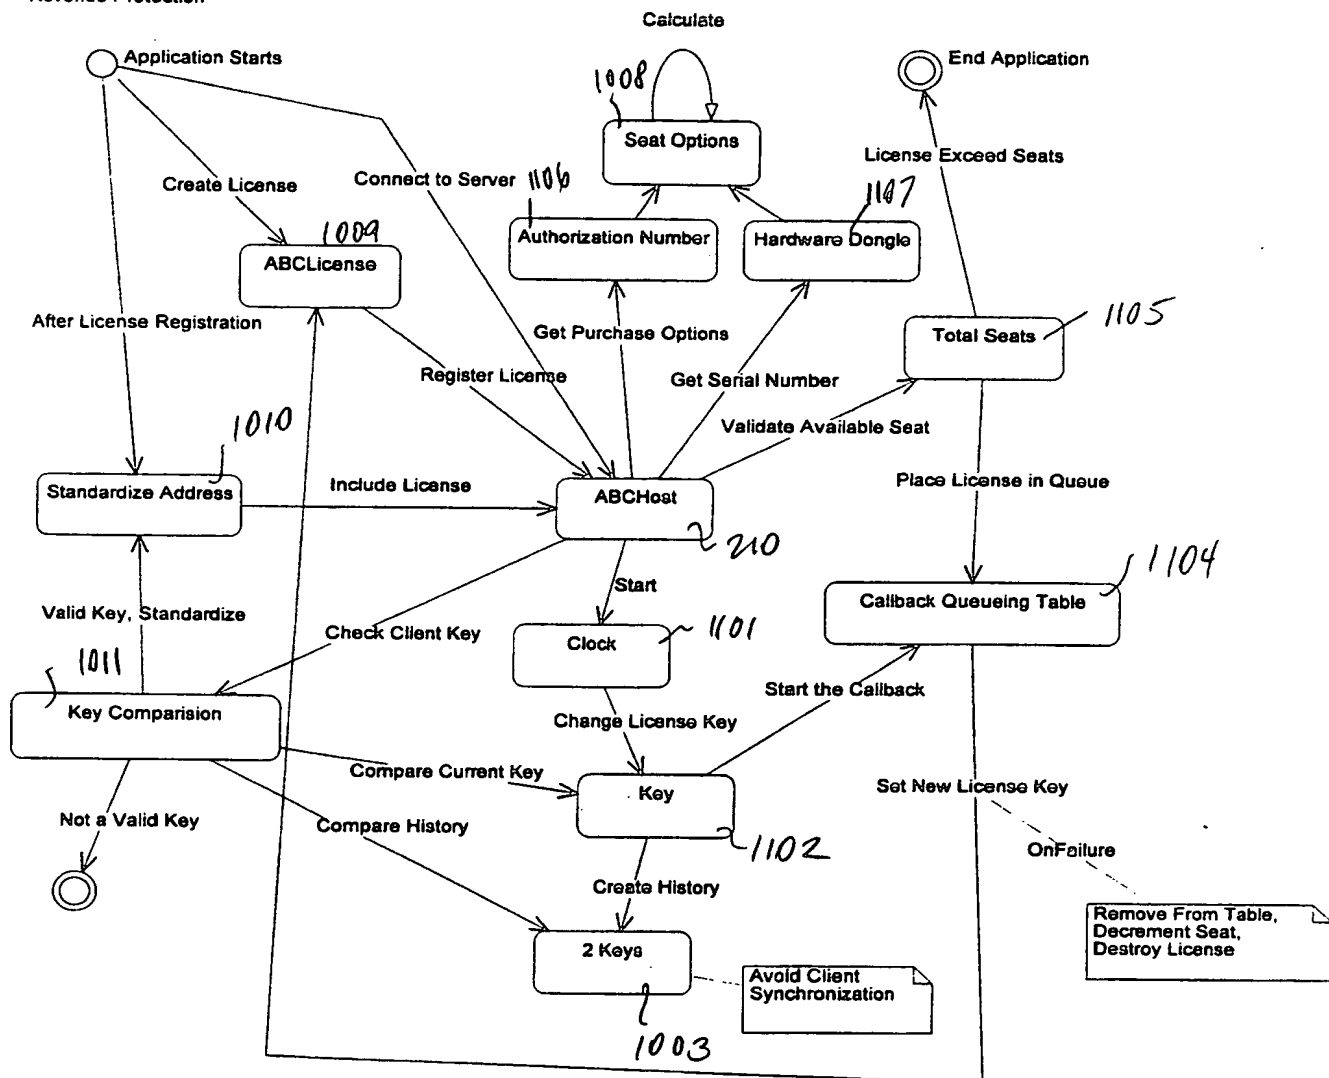 Calculate
Application Starts
End Application
1008
Seat Options
License Exceed Seats
Create License
Connect to Server
1106
1107
1009
Authorization Number
Hardware Dongle
ABCLicense
After License Registration
Get Purchase Options
Total Seats
1105
Register License
Get Serial Number
Validate Available Seat
1010
Standardize Address
Include License
ABCHost
Place License in Queue
210
1104
Start
Valid Key, Standardize
Check Client Key
Clock
1101
Callback Queueing Table
1011
Key Comparision
Start the Callback
Change License Key
Compare Current Key
Key
Set New License Key
Not a Valid Key
Compare History
1102
OnFailure
Create History
Remove From Table,
Decrement Seat,
Destroy License
2 Keys
Avoid Client
Synchronization
1003